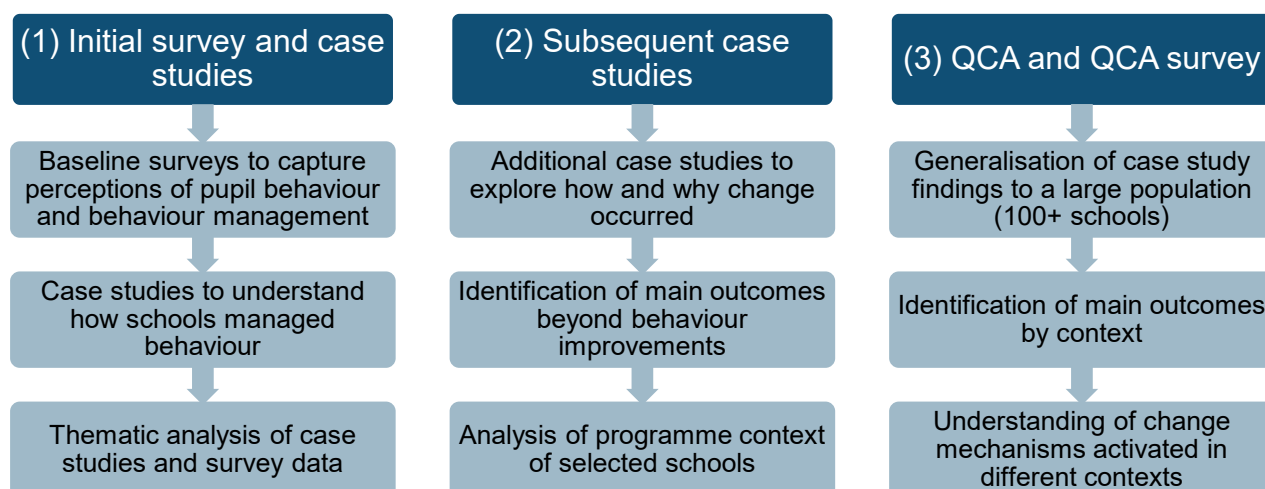 (1) Initial survey and case
studies
Baseline surveys to capture
perceptions of pupil behaviour
and behaviour management
Case studies to understand
how schools managed
behaviour
Thematic analysis of case
studies and survey data
(2) Subsequent case
studies
Additional case studies to
explore how and why change
occurred
Identification of main outcomes
beyond behaviour
improvements
Analysis of programme context
of selected schools
(3) QCA and QCA survey
Generalisation of case study
findings to a large population
(100+ schools)
Identification of main outcomes
by context
Understanding of change
mechanisms activated in
different contexts